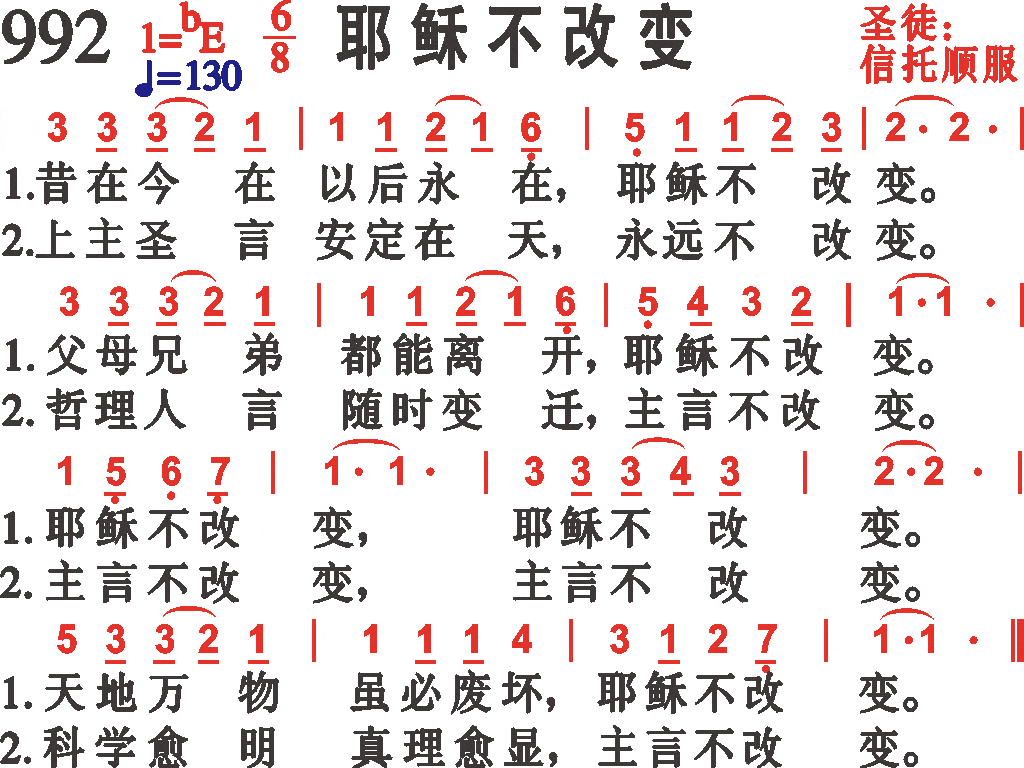 992 1=bE 6/8 耶稣不改变 圣徒:
♩=130 信托顺服
3 3 3 2 1 | 1 1 2 1 6 | 5 1 1 2 3 | 2· 2· |
1.昔在今 在 以后永 在, 耶稣不 改 变。
2.上主圣 言 安定在 天, 永远不 改 变。
3 3 3 2 1 | 1 1 2 1 6 | 5 4 3 2 | 1·1 · |
1.父母兄 弟 都能离 开,耶稣不改 变。
2.哲理人 言 随时变 迁,主言不改 变。
1 5 6 7 | 1· 1· | 3 3 3 4 3 | 2·2 · |
1.耶稣不改 变, 耶稣不 改 变。
2.主言不改 变, 主言不 改 变。
5 3 3 2 1 | 1 1 1 4 | 3 1 2 7 | 1·1 · ‖
1.天地万 物 虽必废坏, 耶稣不改 变。
2.科学愈 明 真理愈显, 主言不改 变。